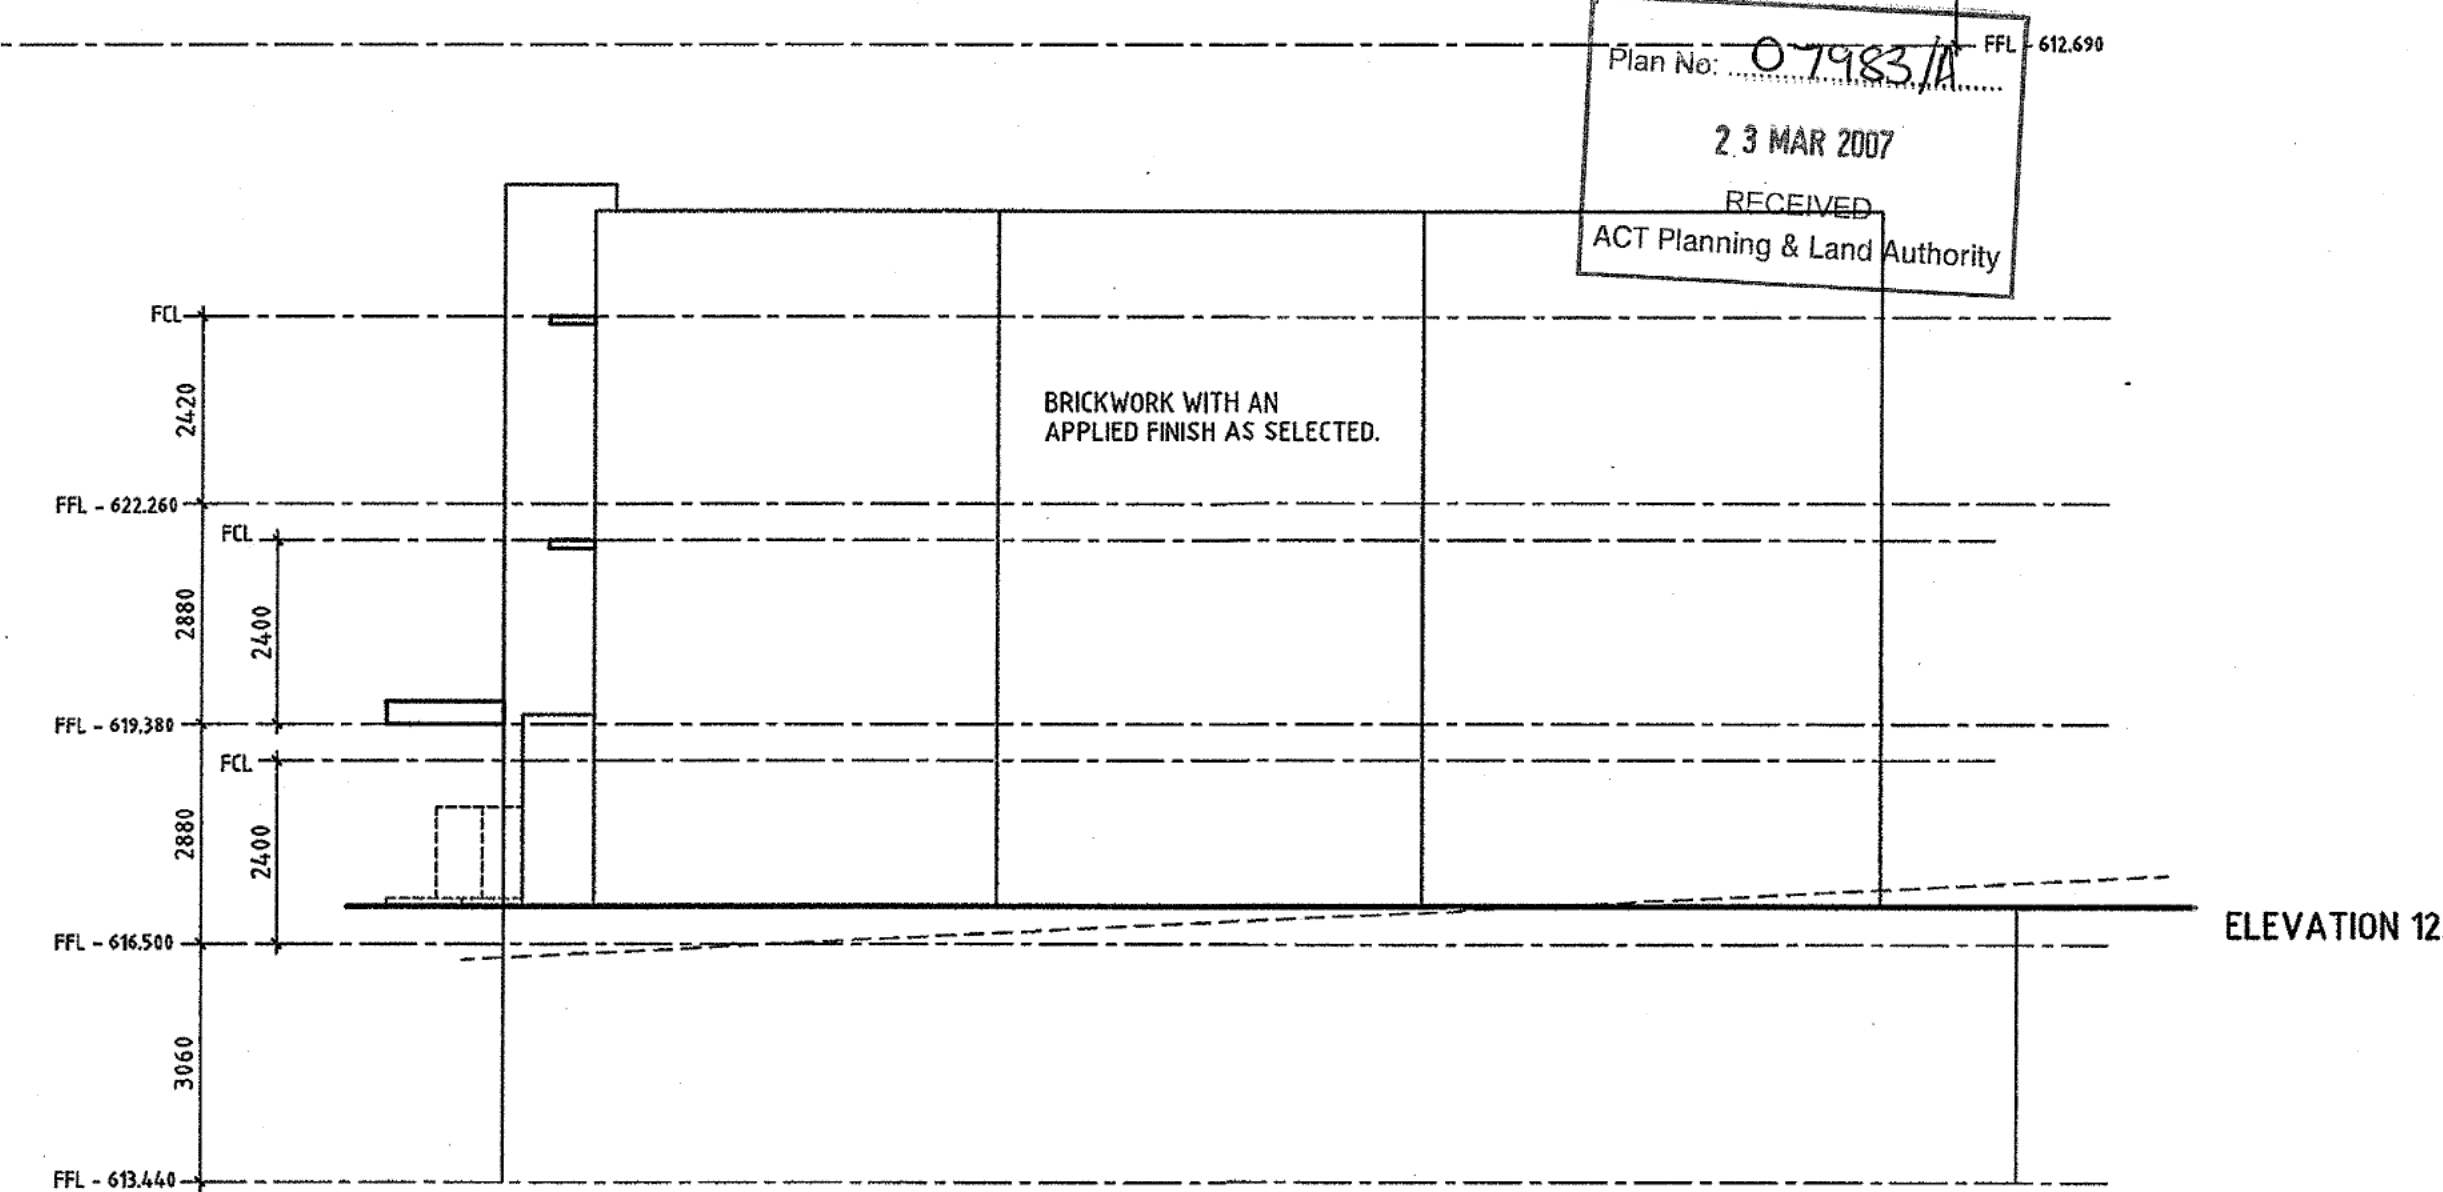 FFL - 612.690
Plan No: 07983/A
23 MAR 2007
RECEIVED
ACT Planning & Land Authority
FCL
2420
BRICKWORK WITH AN
APPLIED FINISH AS SELECTED.
FFL - 622.260
FCL
2880
2400
FFL - 619.380
FCL
2880
2400
FFL - 616.500
ELEVATION 12
3060
FFL - 613.440